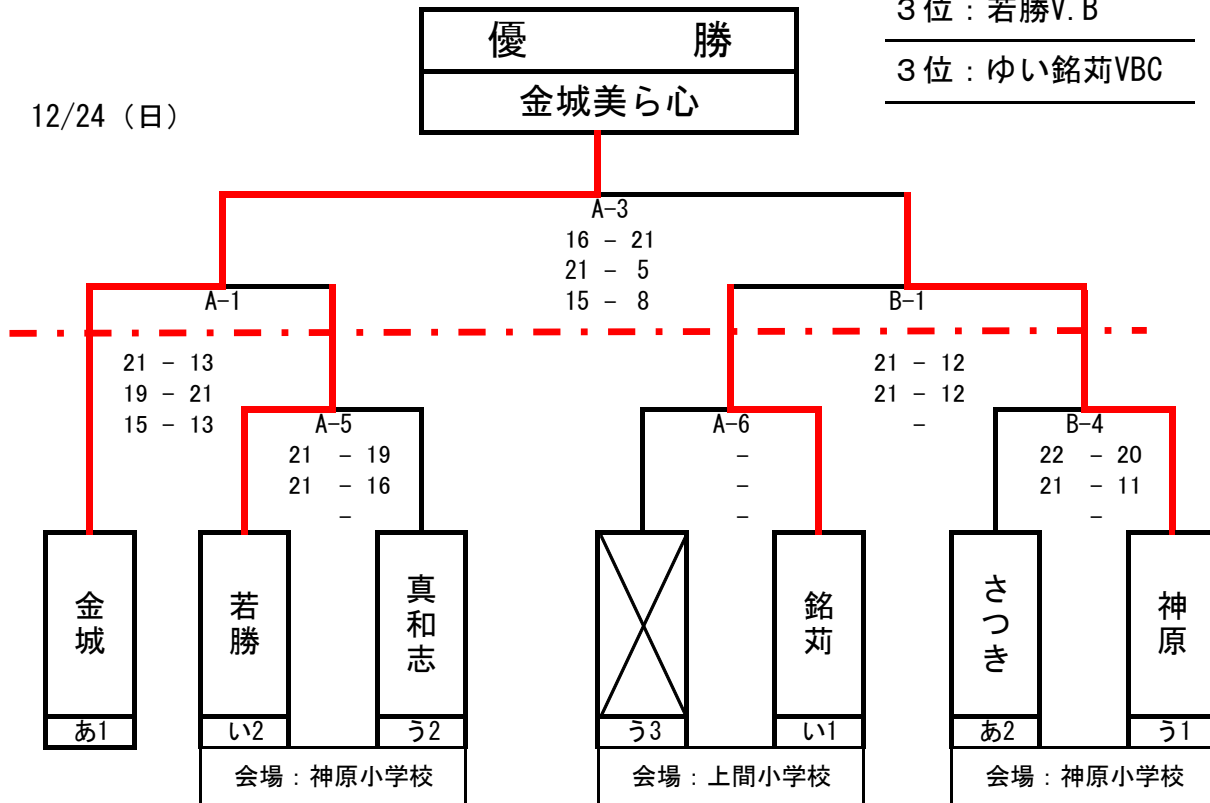 ３位：若勝V.B
優　　　勝
３位：ゆい銘苅VBC
金城美ら心
12/24（日）
A-3
16 - 21
21 - 5
15 - 8
A-1
B-1
21 - 13
19 - 21
15 - 13
21 - 12
21 - 12
-
A-5
21 - 19
21 - 16
-
A-6
-
-
-
B-4
22 - 20
21 - 11
-
金城
若勝
真和志
銘苅
さつき
神原
あ1
い2
う2
う3
い1
あ2
う1
会場：神原小学校
会場：上間小学校
会場：神原小学校